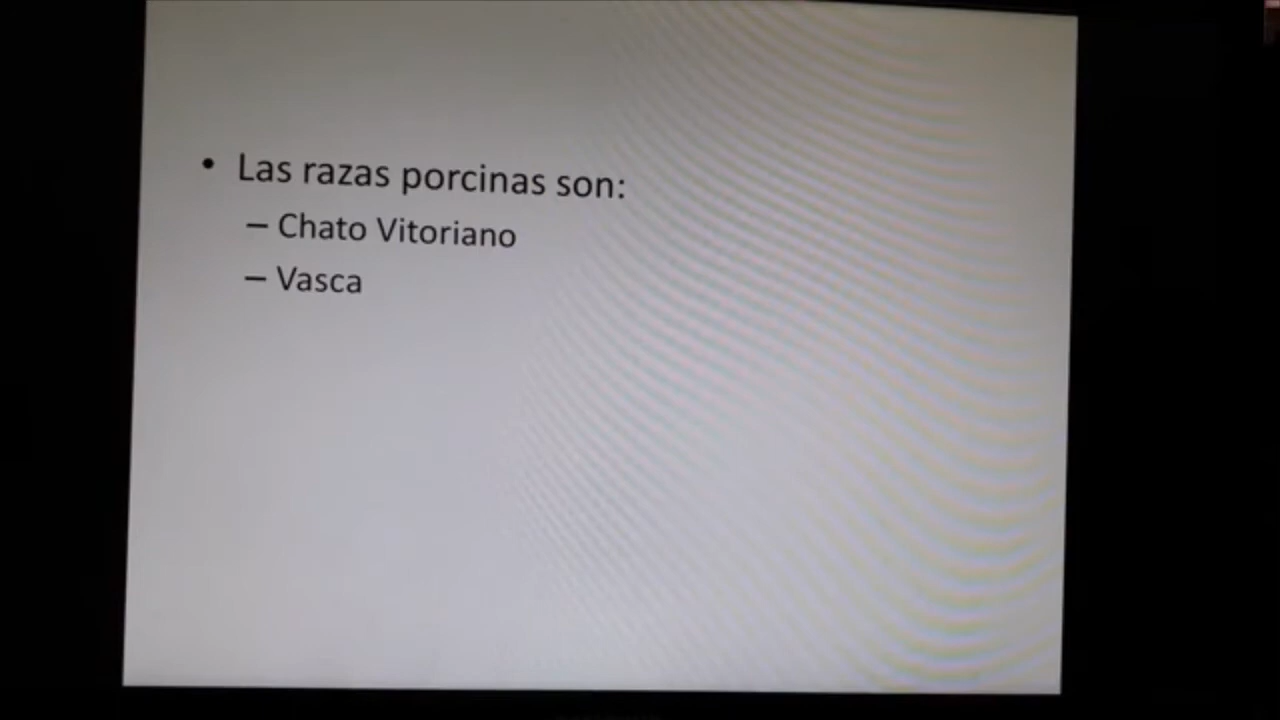 • Las razas porcinas son:
– Chato Vitoriano
– Vasca